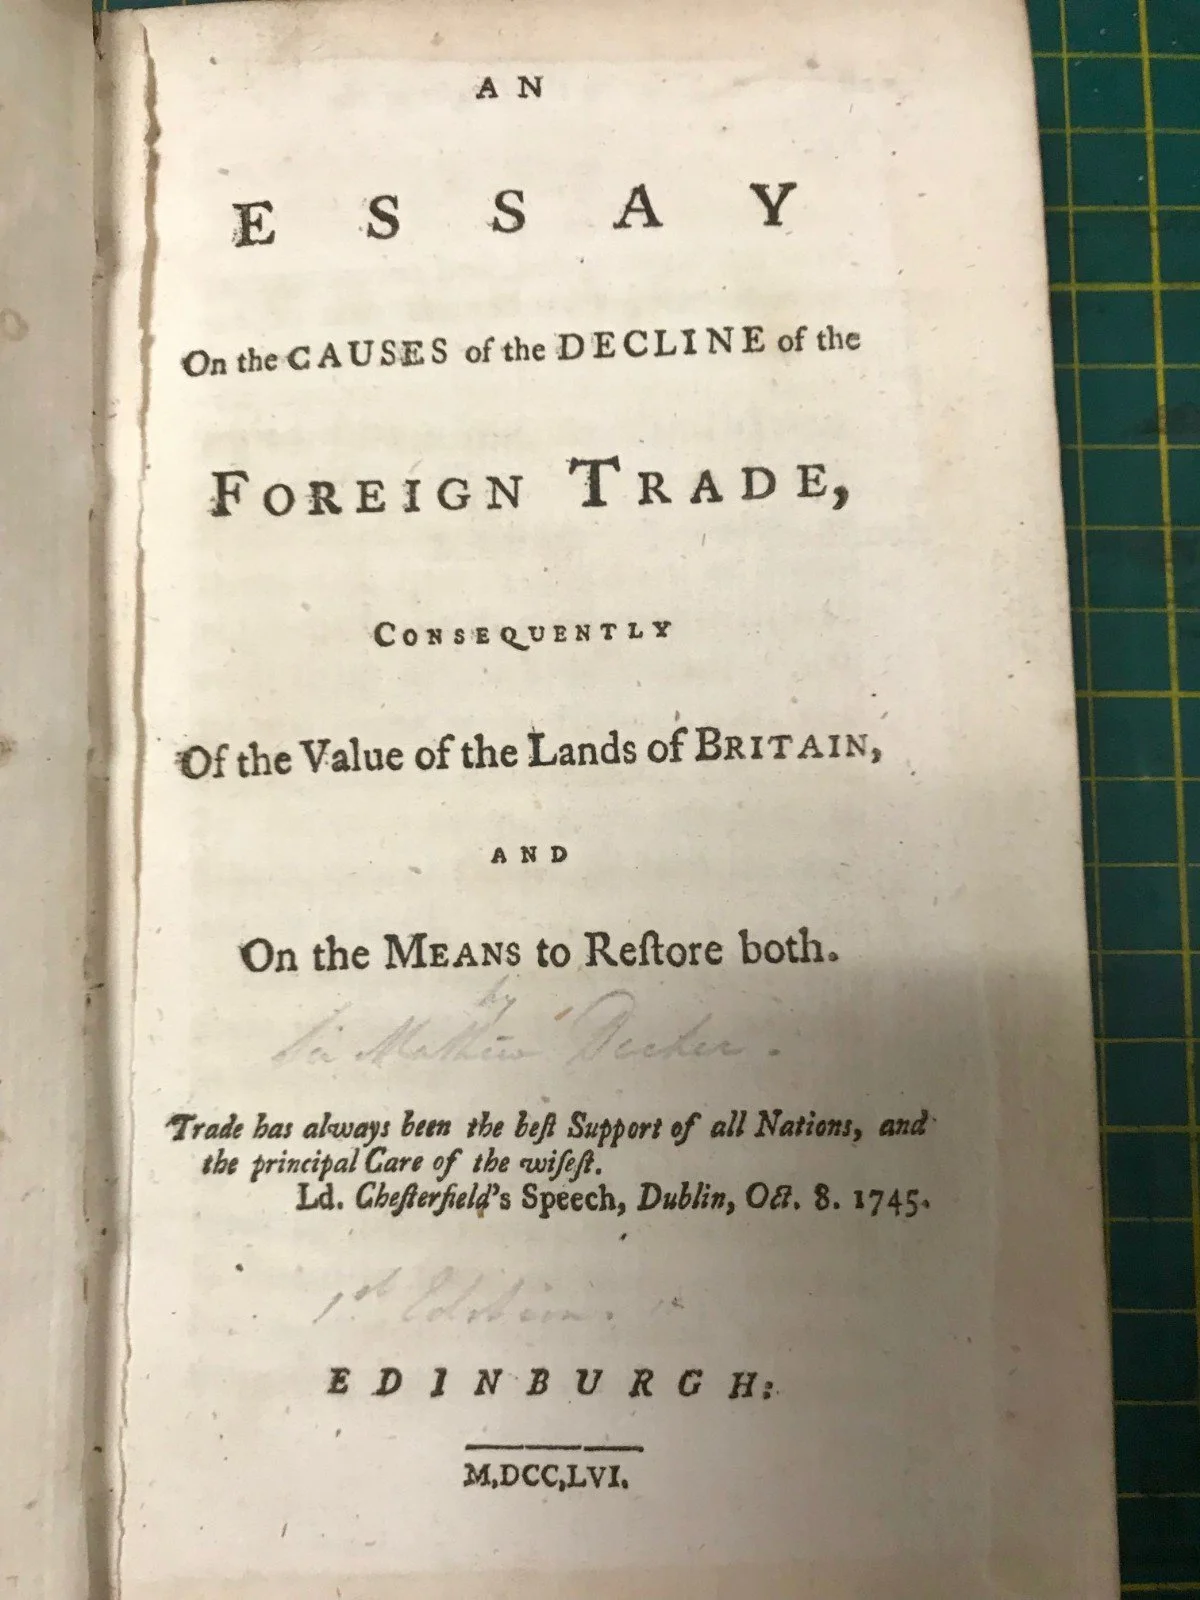 AN
ESSAY
On the CAUSES of the DECLINE of the
FOREIGN TRADE,
CONSEQUENTLY
Of the Value of the Lands of BRITAIN,
AND
On the MEANS to Reſtore both.
by
Sir Mathew Decker.
Trade has always been the beſt Support of all Nations, and
the principal Care of the wiſeſt.
Ld. Cheſterfield's Speech, Dublin, Oct. 8. 1745.
1st Edition.
EDINBURGH:
M,DCC,LVI.